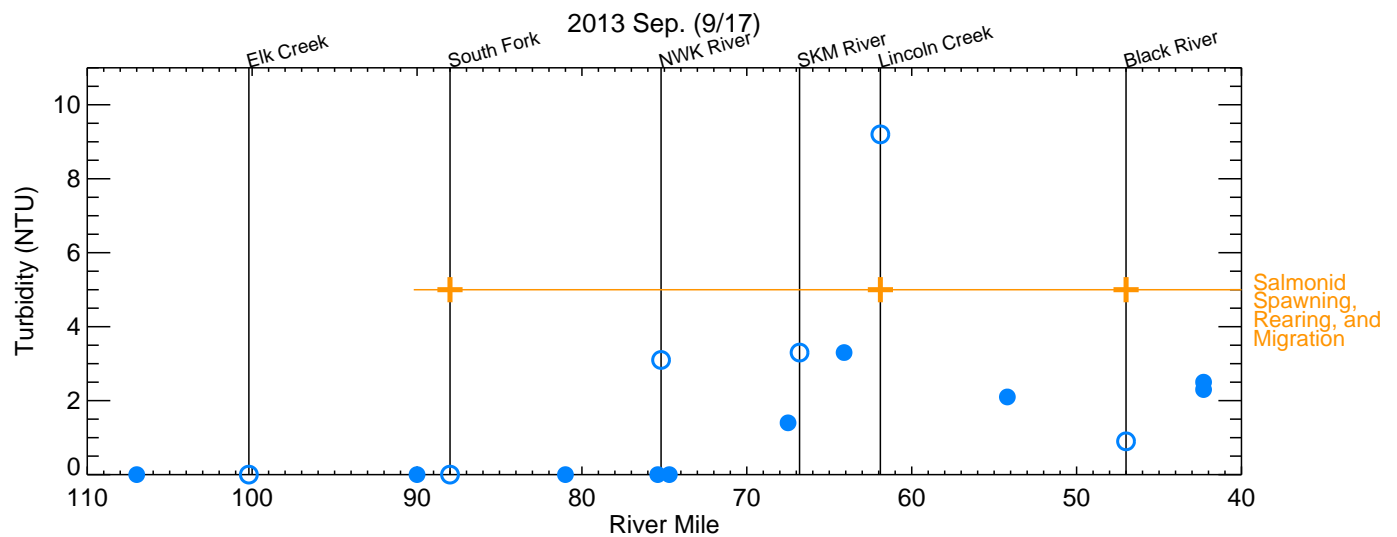 2013 Sep. (9/17)
Elk Creek
South Fork
NWK River
SKM River
Lincoln Creek
Black River
10
8
6
4
2
0
Turbidity (NTU)
Salmonid
Spawning,
Rearing, and
Migration
110
100
90
80
70
60
50
40
River Mile